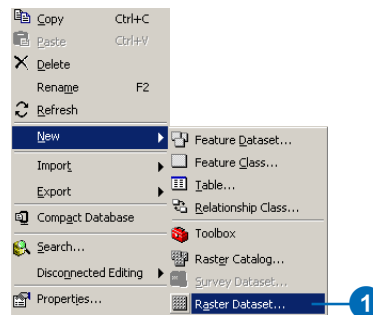 Copy Ctrl+C
Paste Ctrl+V
Delete
Rename F2
Refresh
New
Import
Export
Compact Database
Search...
Disconnected Editing
Properties...
Feature Dataset...
Feature Class...
Table...
Relationship Class...
Toolbox
Raster Catalog...
Survey Dataset...
Raster Dataset...
1